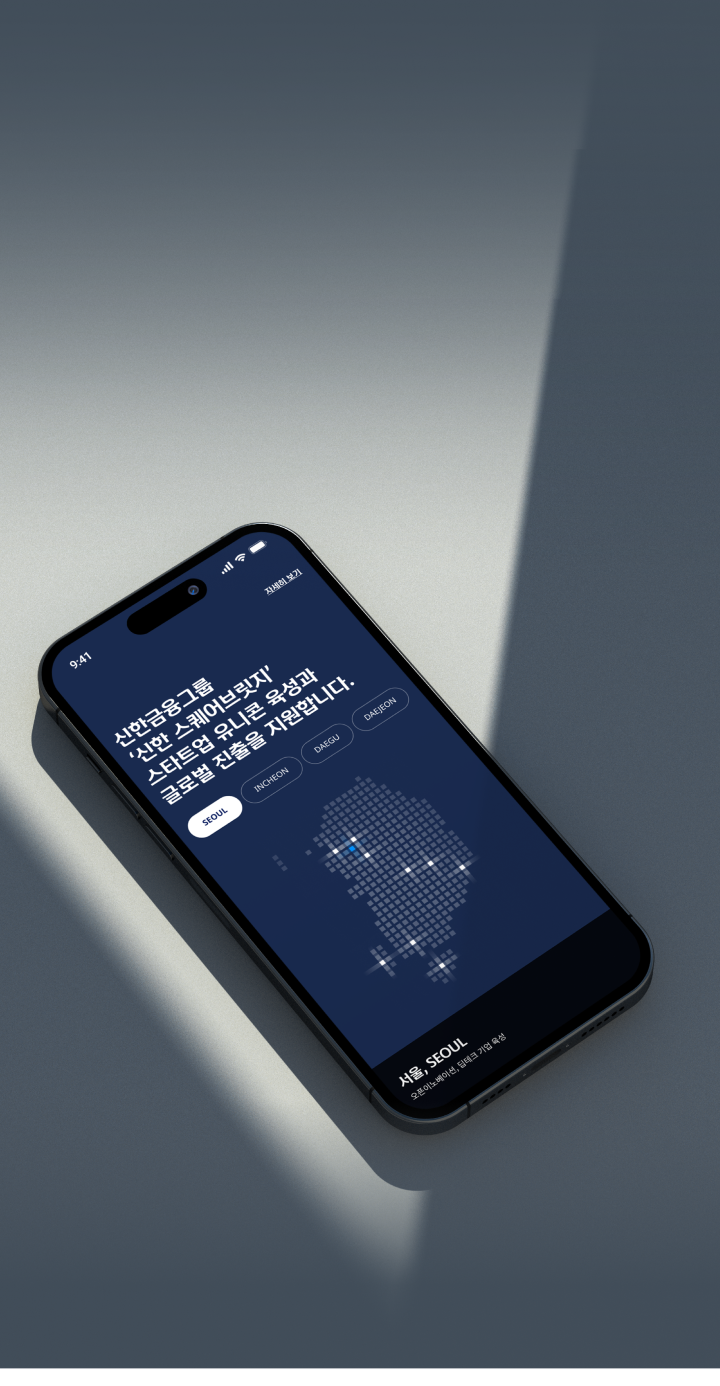 9:41
자세히 보기
신한금융그룹
‘신한 스퀘어브릿지’
스타트업 유니콘 육성과
글로벌 진출을 지원합니다.
SEOUL
INCHEON
DAEGU
DAEJEON
서울, SEOUL
오픈이노베이션, 딥테크 기업 육성